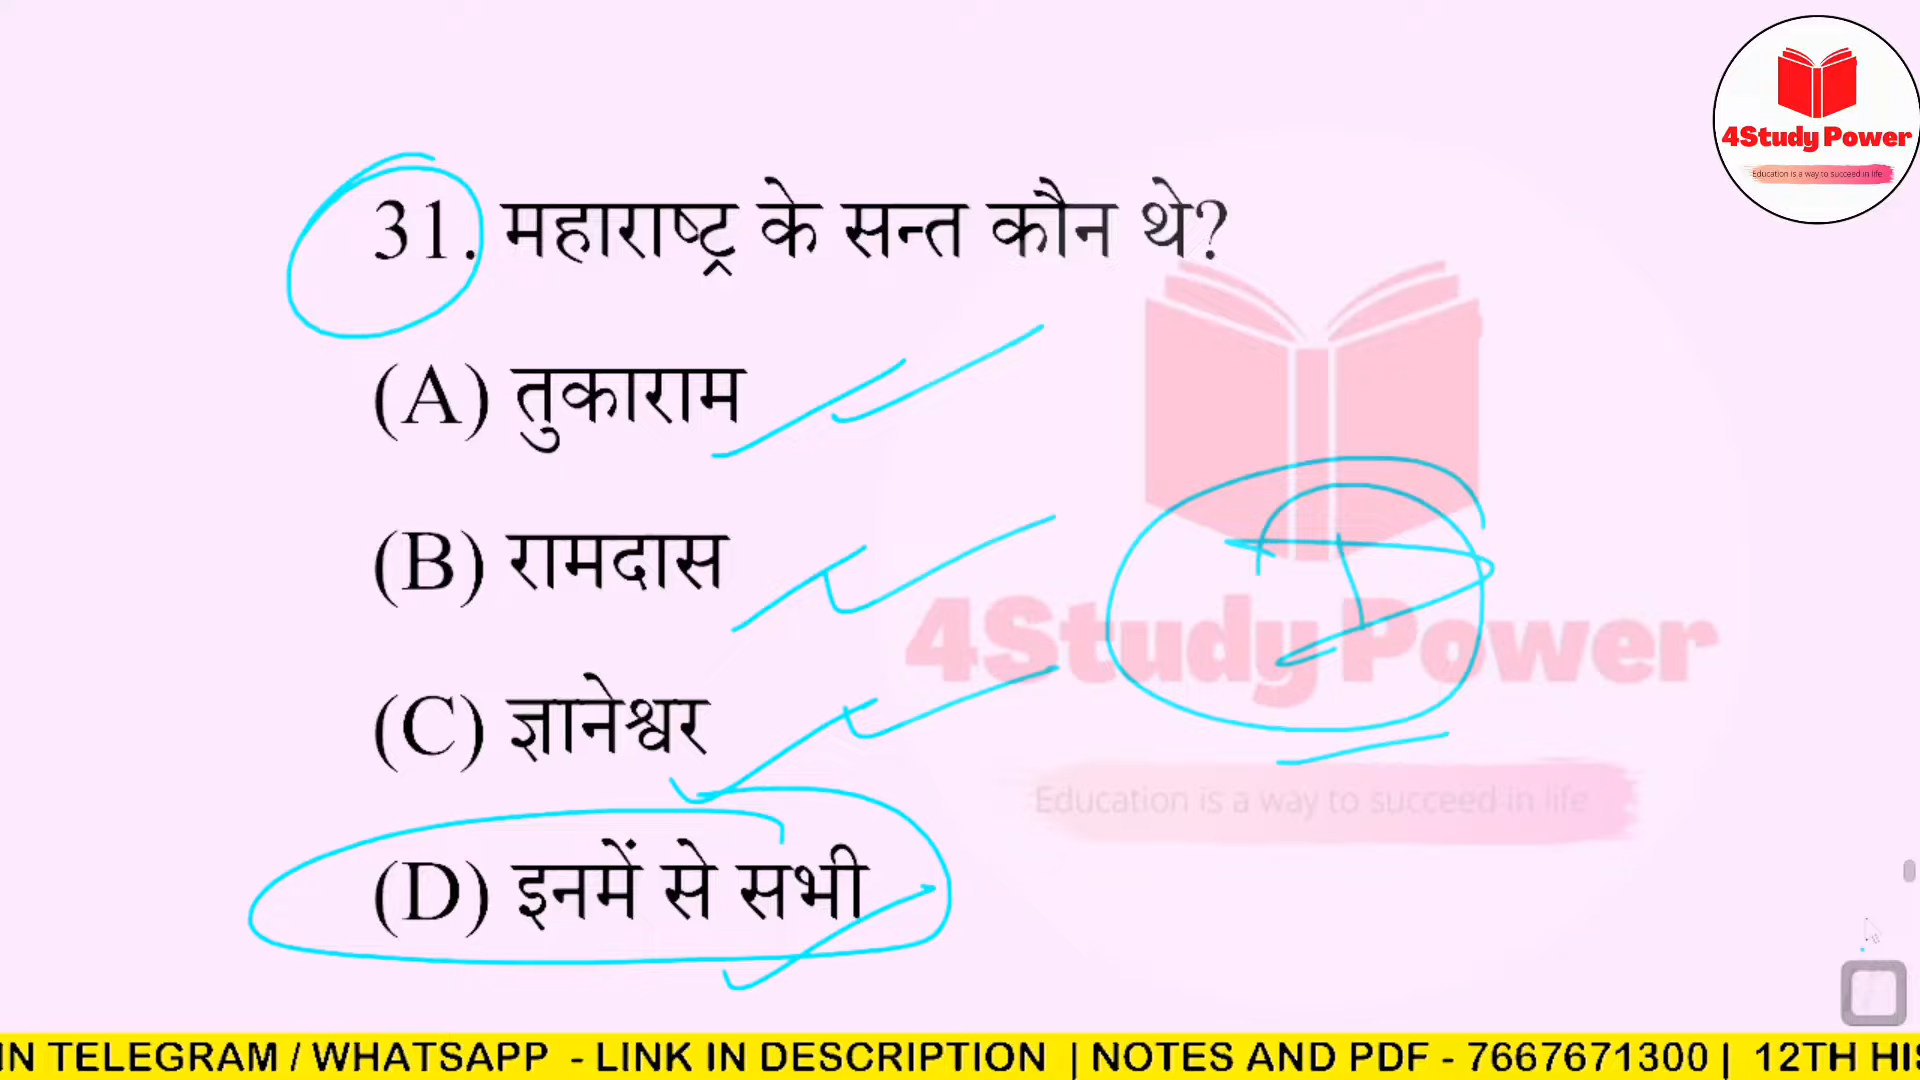 4Study Power
Education is a way to succeed in life
31. महाराष्ट्र के सन्त कौन थे?
(A) तुकाराम
(B) रामदास
(C) ज्ञानेश्वर
(D) इनमें से सभी
4Study Power
Education is a way to succeed in life
IN TELEGRAM / WHATSAPP - LINK IN DESCRIPTION | NOTES AND PDF - 7667671300 | 12TH HIS